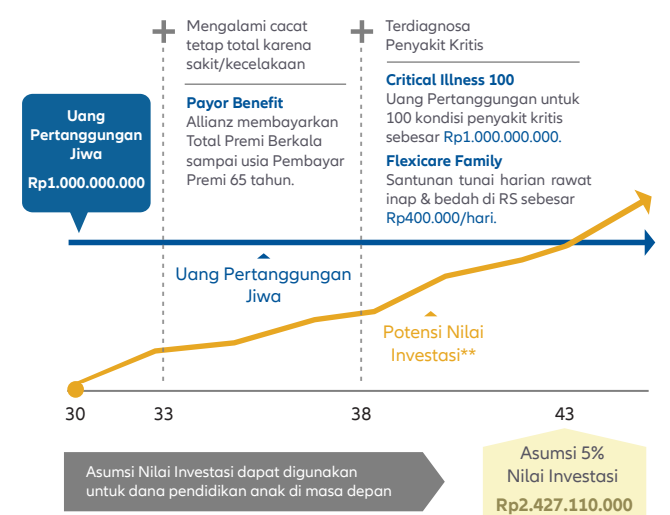 Mengalami cacat
tetap total karena
sakit/kecelakaan
Payor Benefit
Allianz membayarkan
Total Premi Berkala
sampai usia Pembayar
Premi 65 tahun.
Terdiagnosa
Penyakit Kritis
Critical Illness 100
Uang Pertanggungan untuk
100 kondisi penyakit kritis
sebesar Rp1.000.000.000.
Flexicare Family
Santunan tunai harian rawat
inap & bedah di RS sebesar
Rp400.000/hari.
Uang
Pertanggungan
Jiwa
Rp1.000.000.000
Uang Pertanggungan
Jiwa
Potensi Nilai
Investasi**
30 33 38 43
Asumsi Nilai Investasi dapat digunakan
untuk dana pendidikan anak di masa depan
Asumsi 5%
Nilai Investasi
Rp2.427.110.000